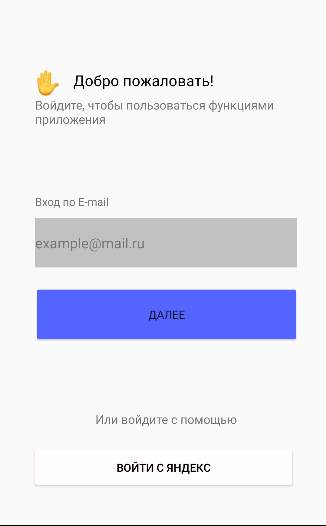 Добро пожаловать!
Войдите, чтобы пользоваться функциями
приложения
Вход по E-mail
example@mail.ru
ДАЛЕЕ
Или войдите с помощью
ВОЙТИ С ЯНДЕКС